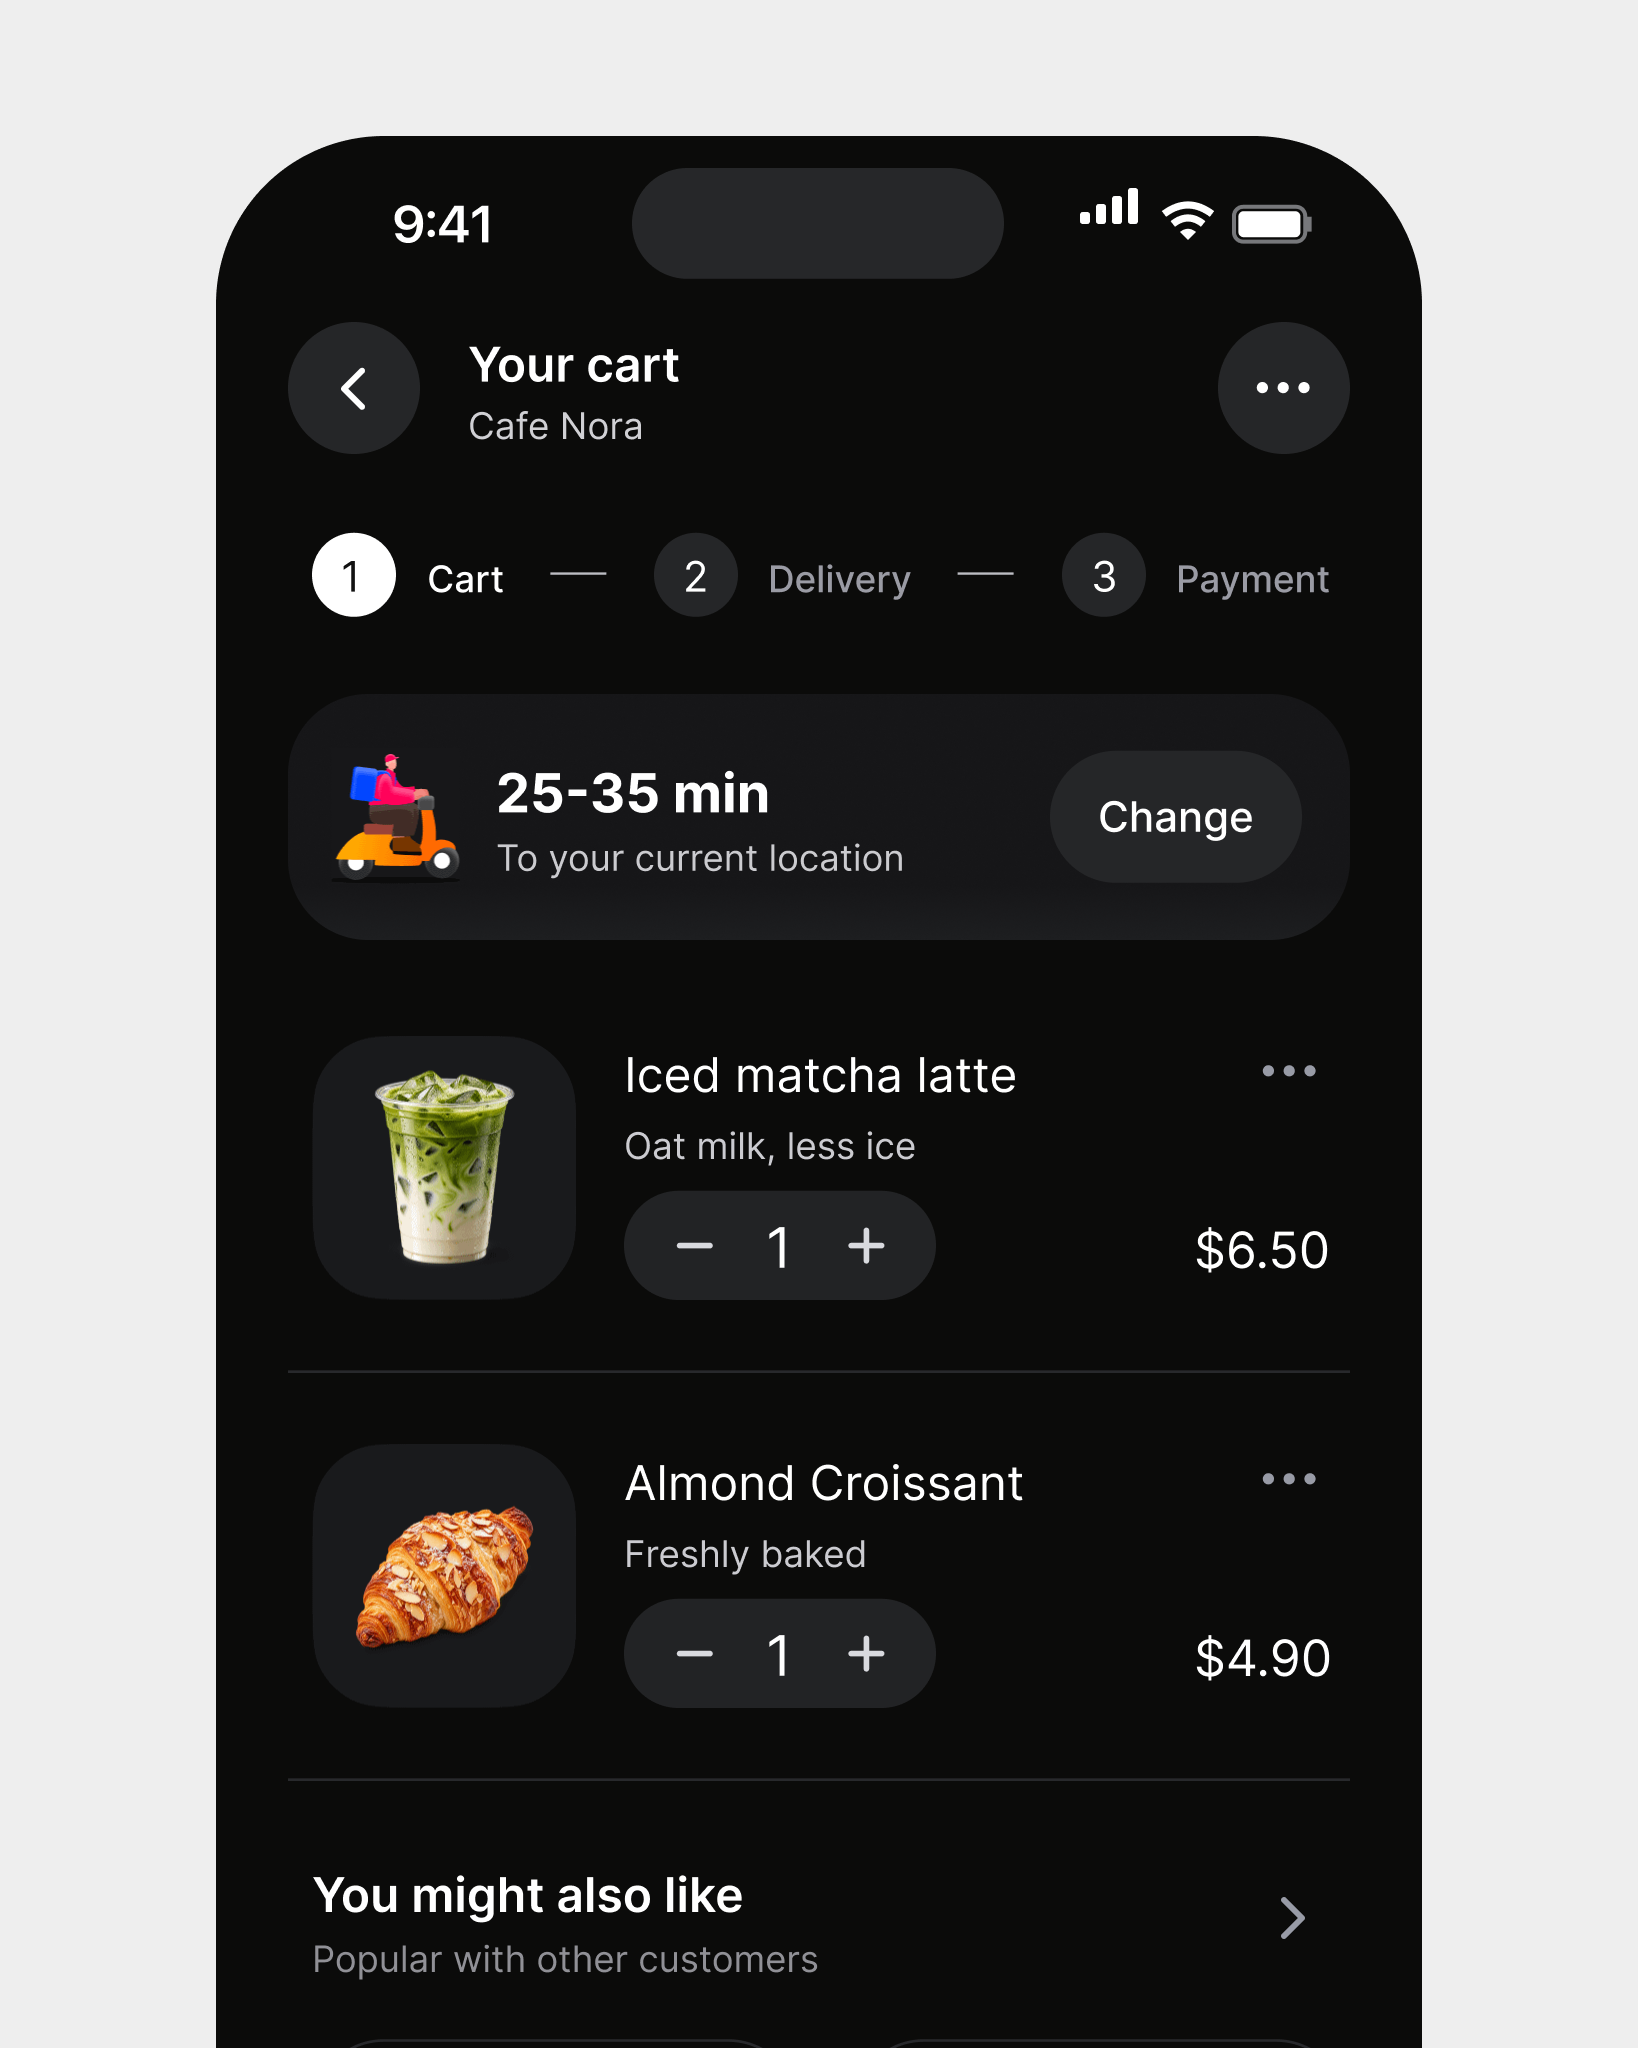 9:41
Your cart
Cafe Nora
1 Cart 2 Delivery 3 Payment
25-35 min
To your current location
Change
Iced matcha latte
Oat milk, less ice
1
$6.50
Almond Croissant
Freshly baked
1
$4.90
You might also like
Popular with other customers